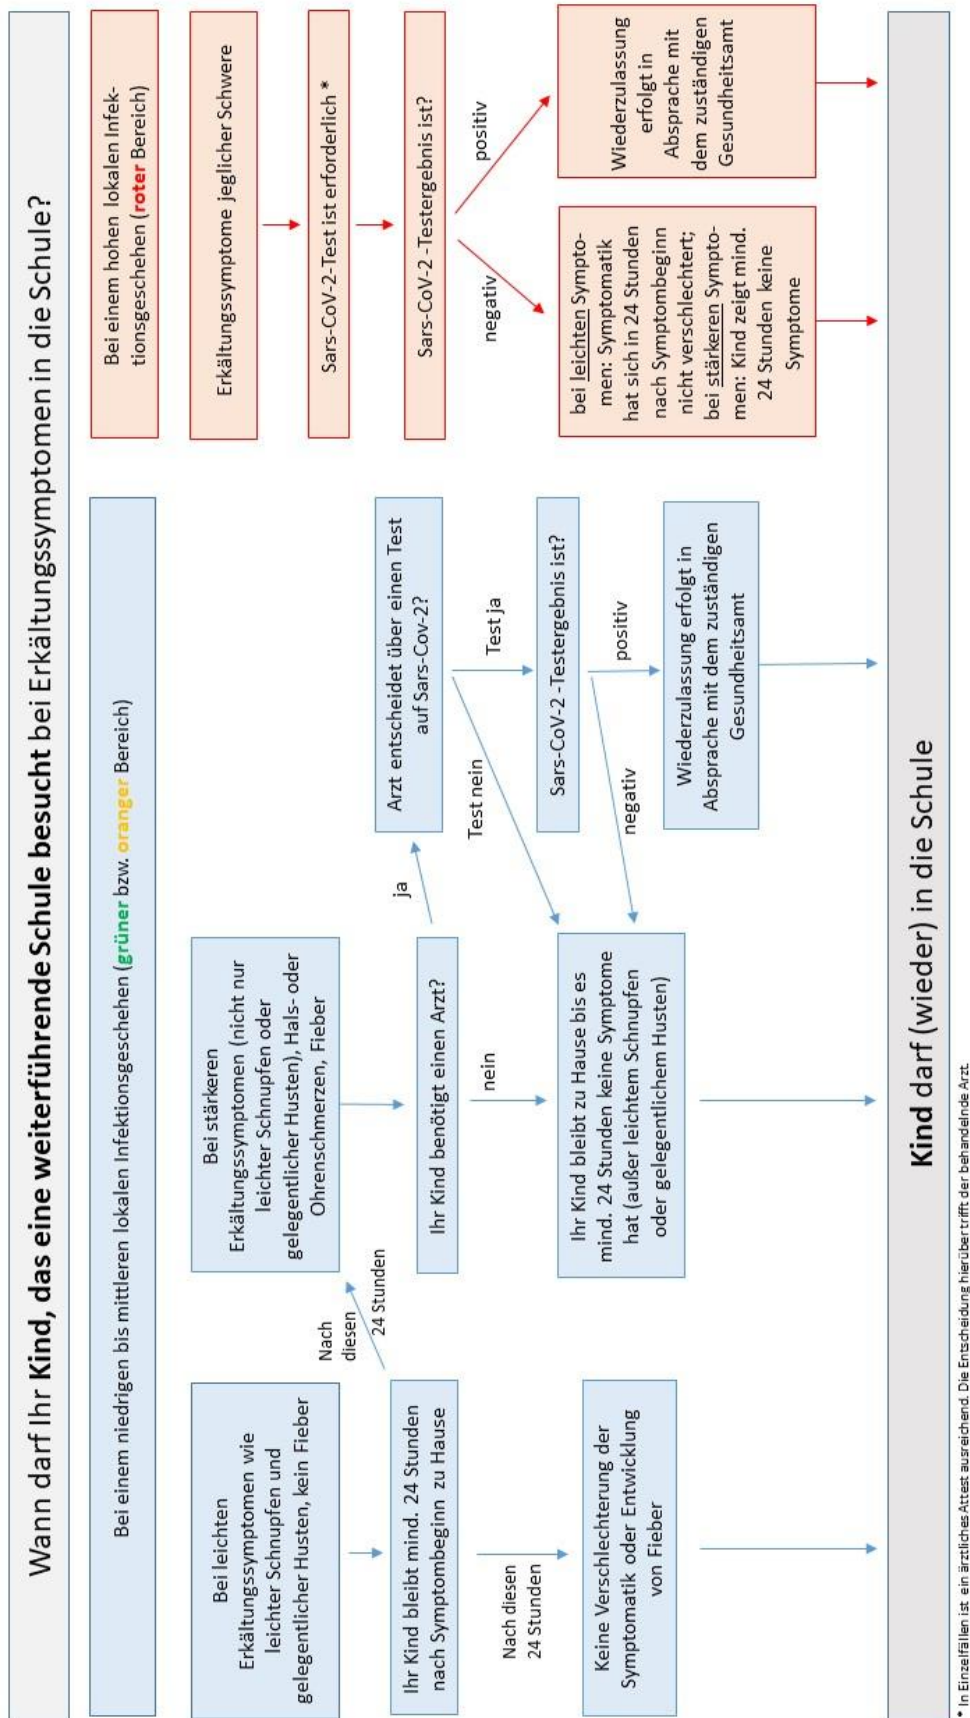 Wann darf Ihr Kind, das eine weiterführende Schule besucht bei Erkältungssymptomen in die Schule?
Bei einem niedrigen bis mittleren lokalen Infektionsgeschehen (grüner bzw. oranger Bereich)
Bei leichten
Erkältungssymptomen wie
leichter Schnupfen und
gelegentlicher Husten, kein Fieber
Ihr Kind bleibt mind. 24 Stunden
nach Symptombeginn zu Hause
Nach diesen
24 Stunden
Keine Verschlechterung der
Symptomatik oder Entwicklung
von Fieber
Nach
diesen
24 Stunden
Bei stärkeren
Erkältungssymptomen (nicht nur
leichter Schnupfen oder
gelegentlicher Husten), Hals- oder
Ohrenschmerzen, Fieber
Ihr Kind benötigt einen Arzt?
nein
ja
Ihr Kind bleibt zu Hause bis es
mind. 24 Stunden keine Symptome
hat (außer leichtem Schnupfen
oder gelegentlichem Husten)
Arzt entscheidet über einen Test
auf Sars-Cov-2?
Test nein
Test ja
Sars-CoV-2 -Testergebnis ist?
negativ
positiv
Wiederzulassung erfolgt in
Absprache mit dem zuständigen
Gesundheitsamt
Bei einem hohen lokalen Infek-
tionsgeschehen (roter Bereich)
Erkältungssymptome jeglicher Schwere
Sars-CoV-2-Test ist erforderlich *
Sars-CoV-2 -Testergebnis ist?
negativ
positiv
bei leichten Sympto-
men: Symptomatik
hat sich in 24 Stunden
nach Symptombeginn
nicht verschlechtert;
bei stärkeren Sympto-
men: Kind zeigt mind.
24 Stunden keine
Symptome
Wiederzulassung
erfolgt in
Absprache mit
dem zuständigen
Gesundheitsamt
Kind darf (wieder) in die Schule
* In Einzelfällen ist ein ärztliches Attest ausreichend. Die Entscheidung hierüber trifft der behandelnde Arzt.